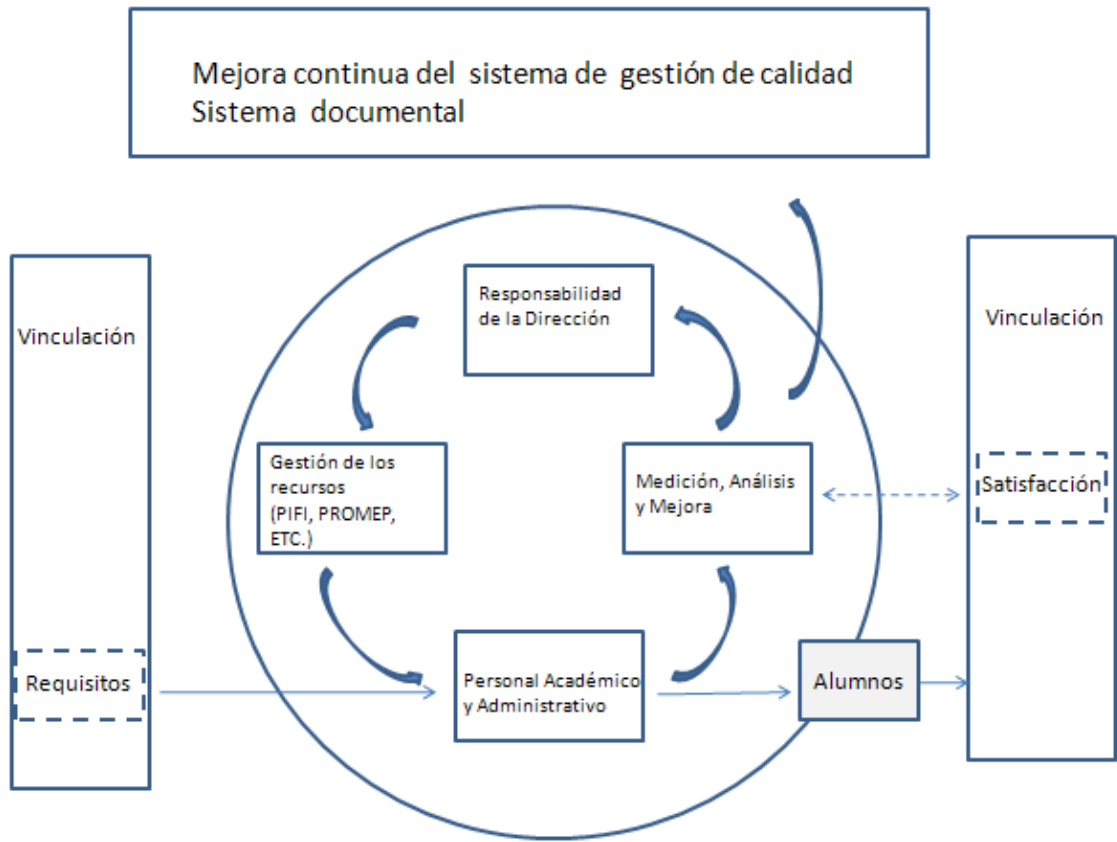 Mejora continua del sistema de gestión de calidad
Sistema documental
Vinculación
Requisitos
Responsabilidad
de la Dirección
Gestión de los
recursos
(PIFI, PROMEP,
ETC.)
Medición, Análisis
y Mejora
Personal Académico
y Administrativo
Alumnos
Vinculación
Satisfacción